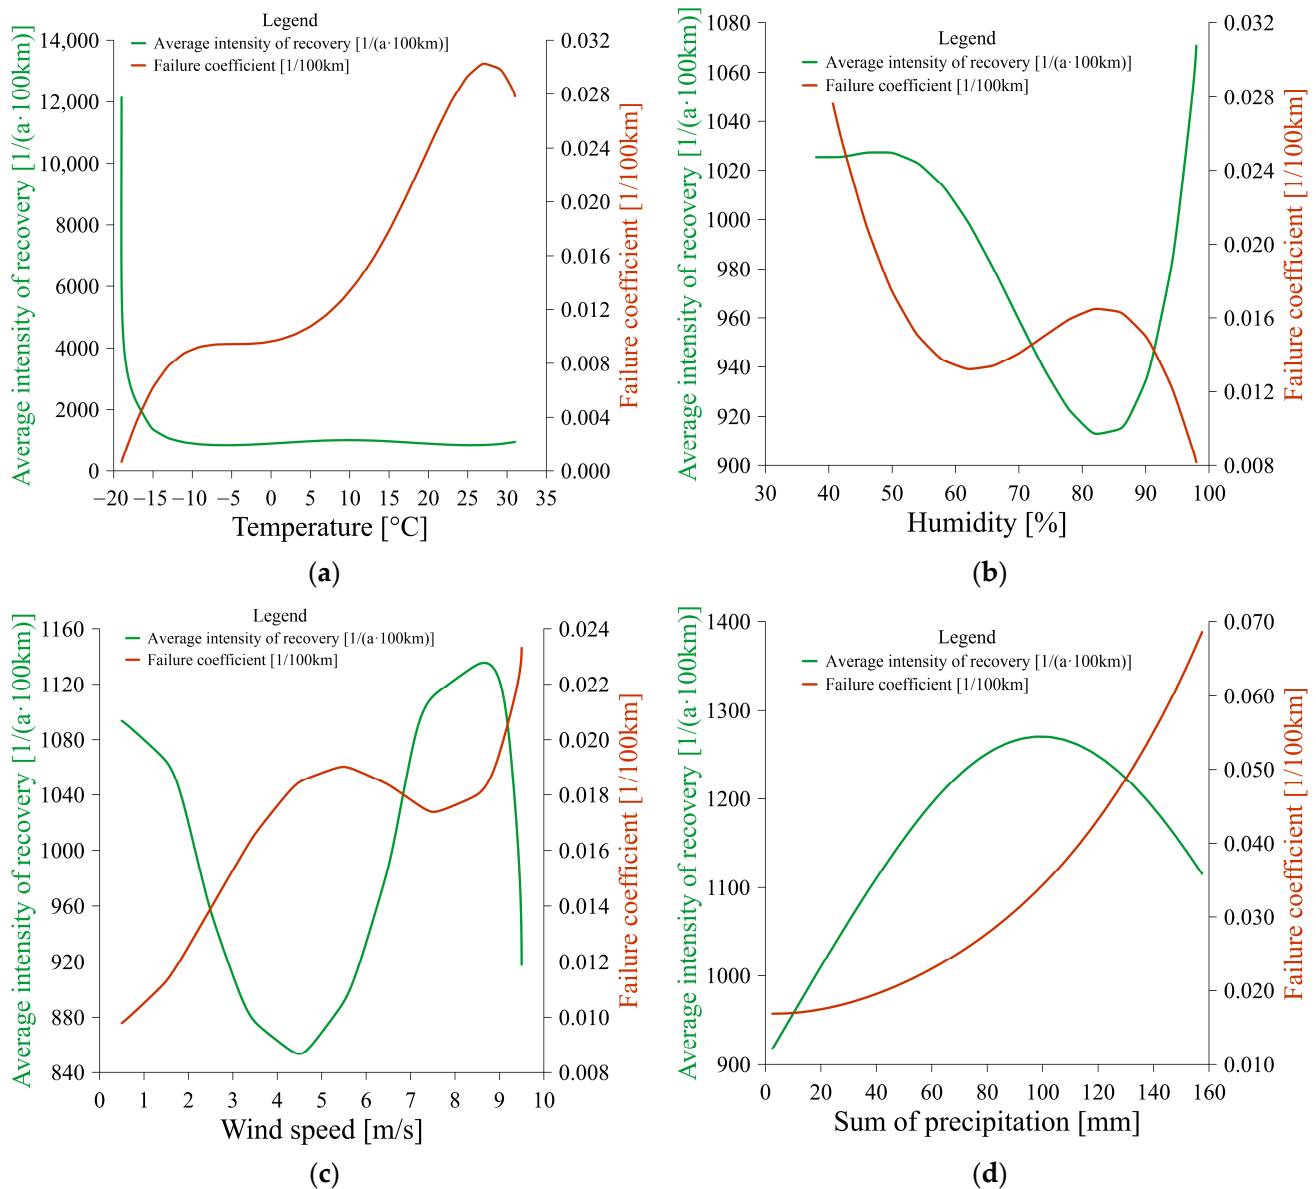 Legend
Average intensity of recovery [1/(a·100km)]
Failure coefficient [1/100km]
Average intensity of recovery [1/(a·100km)]
14,000
12,000
10,000
8000
6000
4000
2000
0
0.032
0.028
0.024
0.020
0.016
0.012
0.008
0.004
0.000
Failure coefficient [1/100km]
−20 −15 −10 −5 0 5 10 15 20 25 30 35
Temperature [°C]
(a)
Legend
Average intensity of recovery [1/(a·100km)]
Failure coefficient [1/100km]
Average intensity of recovery [1/(a·100km)]
1080
1060
1040
1020
1000
980
960
940
920
900
0.032
0.028
0.024
0.020
0.016
0.012
0.008
Failure coefficient [1/100km]
30 40 50 60 70 80 90 100
Humidity [%]
(b)
Legend
Average intensity of recovery [1/(a·100km)]
Failure coefficient [1/100km]
Average intensity of recovery [1/(a·100km)]
1160
1120
1080
1040
1000
960
920
880
840
0.024
0.022
0.020
0.018
0.016
0.014
0.012
0.010
0.008
Failure coefficient [1/100km]
0 1 2 3 4 5 6 7 8 9 10
Wind speed [m/s]
(c)
Legend
Average intensity of recovery [1/(a·100km)]
Failure coefficient [1/100km]
Average intensity of recovery [1/(a·100km)]
1400
1300
1200
1100
1000
900
0.070
0.060
0.050
0.040
0.030
0.020
0.010
Failure coefficient [1/100km]
0 20 40 60 80 100 120 140 160
Sum of precipitation [mm]
(d)